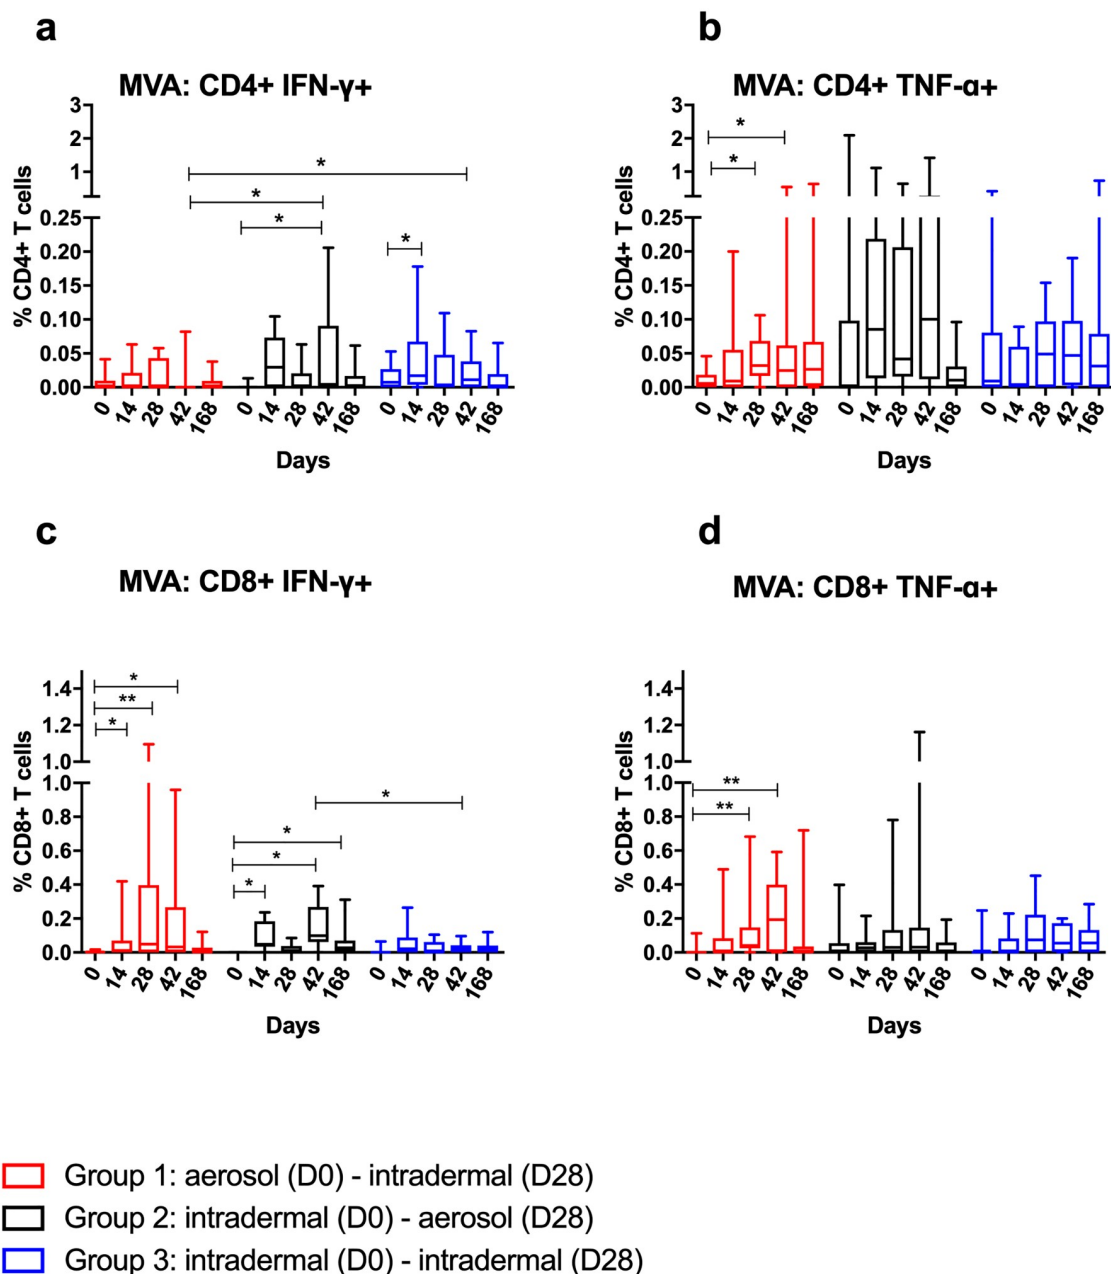 a
MVA: CD4+ IFN-γ+
% CD4+ T cells
3
2
1
0.25
0.20
0.15
0.10
0.05
0.00
* * * *
0 14 28 42 168 0 14 28 42 168 0 14 28 42 168
Days
b
MVA: CD4+ TNF-α+
% CD4+ T cells
3
2
1
0.25
0.20
0.15
0.10
0.05
0.00
* *
0 14 28 42 168 0 14 28 42 168 0 14 28 42 168
Days
c
MVA: CD8+ IFN-γ+
% CD8+ T cells
1.4
1.2
1.0
1.0
0.8
0.6
0.4
0.2
0.0
* ** * * * * *
0 14 28 42 168 0 14 28 42 168 0 14 28 42 168
Days
d
MVA: CD8+ TNF-α+
% CD8+ T cells
1.4
1.2
1.0
1.0
0.8
0.6
0.4
0.2
0.0
** **
0 14 28 42 168 0 14 28 42 168 0 14 28 42 168
Days
Group 1: aerosol (D0) - intradermal (D28)
Group 2: intradermal (D0) - aerosol (D28)
Group 3: intradermal (D0) - intradermal (D28)